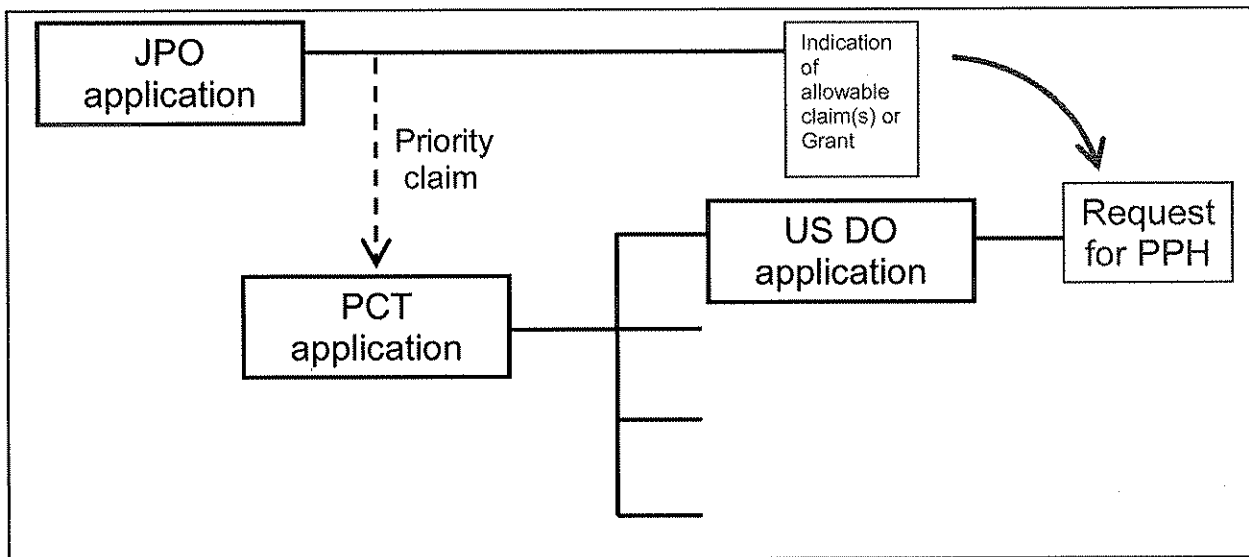 JPO
application
Indication
of
allowable
claim(s) or
Grant
Priority
claim
US DO
application
Request
for PPH
PCT
application